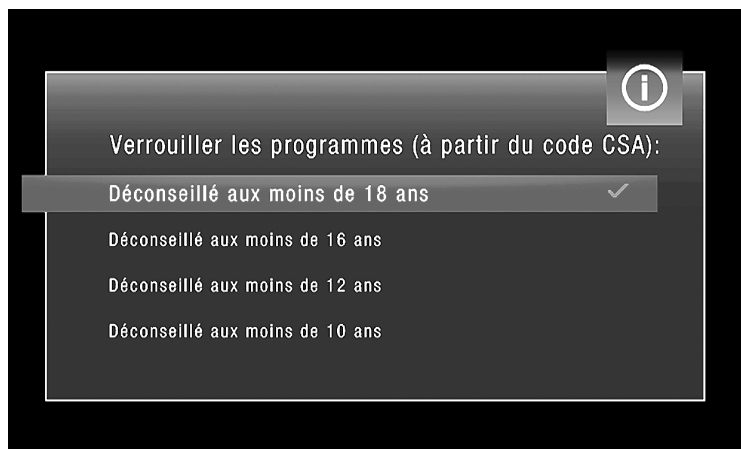 Verrouiller les programmes (à partir du code CSA):
Déconseillé aux moins de 18 ans
Déconseillé aux moins de 16 ans
Déconseillé aux moins de 12 ans
Déconseillé aux moins de 10 ans